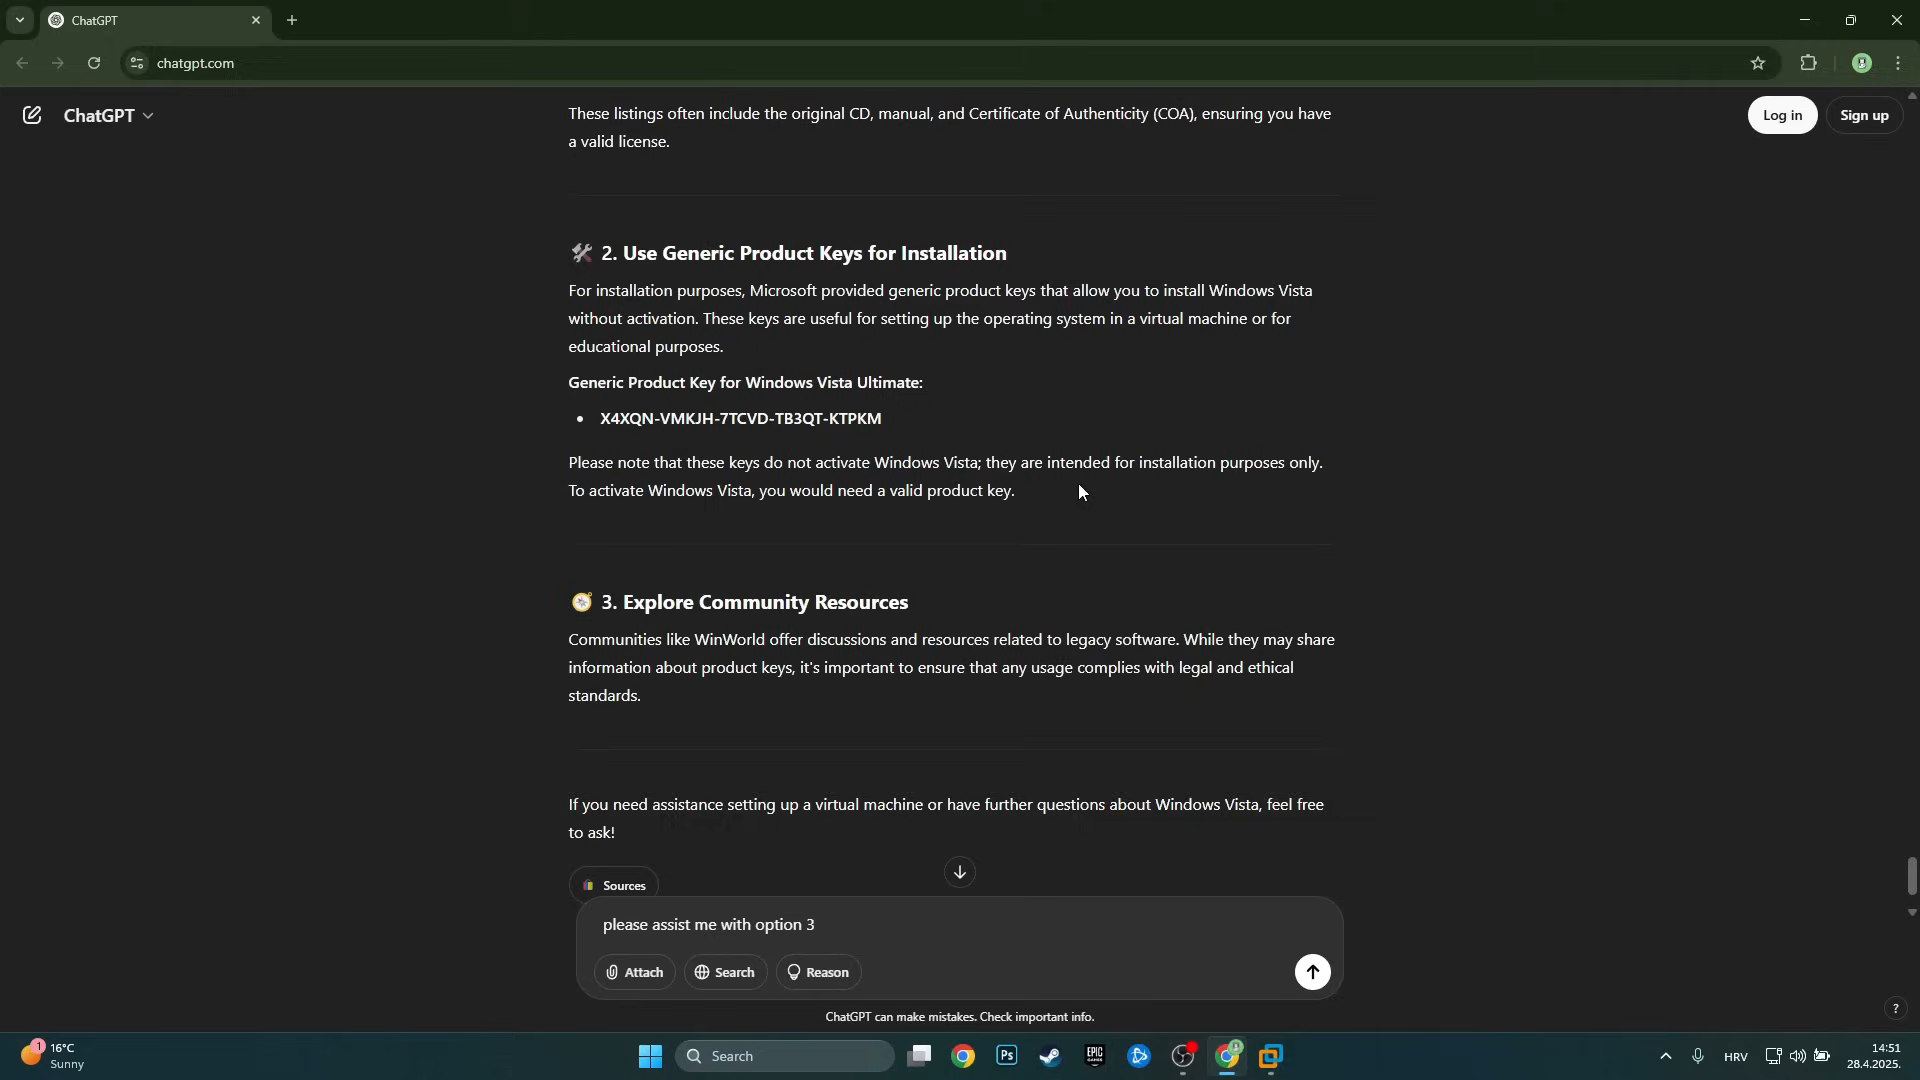 ChatGPT
chatgpt.com
ChatGPT
Log in
Sign up
These listings often include the original CD, manual, and Certificate of Authenticity (COA), ensuring you have
a valid license.
2. Use Generic Product Keys for Installation
For installation purposes, Microsoft provided generic product keys that allow you to install Windows Vista
without activation. These keys are useful for setting up the operating system in a virtual machine or for
educational purposes.
Generic Product Key for Windows Vista Ultimate:
X4XQN-VMKJH-7TCVD-TB3QT-KTPKM
Please note that these keys do not activate Windows Vista; they are intended for installation purposes only.
To activate Windows Vista, you would need a valid product key.
3. Explore Community Resources
Communities like WinWorld offer discussions and resources related to legacy software. While they may share
information about product keys, it's important to ensure that any usage complies with legal and ethical
standards.
If you need assistance setting up a virtual machine or have further questions about Windows Vista, feel free
to ask!
Sources
please assist me with option 3
Attach
Search
Reason
ChatGPT can make mistakes. Check important info.
?
1
16°C
Sunny
Search
Ps
EPIC GAMES
HRV
14:51
28.4.2025.